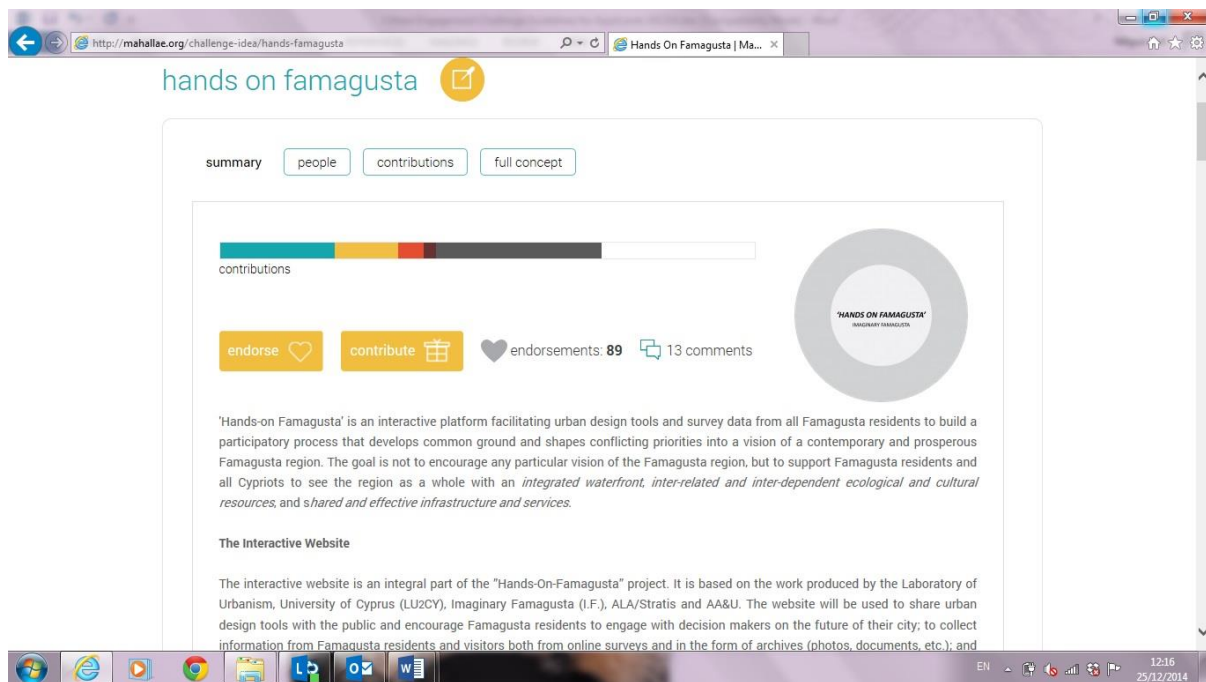 http://mahallae.org/challenge-idea/hands-famagusta
Hands On Famagusta | Ma...
hands on famagusta
summary
people
contributions
full concept
contributions
'HANDS ON FAMAGUSTA'
IMAGINARY FAMAGUSTA
endorse
contribute
endorsements: 89
13 comments
'Hands-on Famagusta' is an interactive platform facilitating urban design tools and survey data from all Famagusta residents to build a
participatory process that develops common ground and shapes conflicting priorities into a vision of a contemporary and prosperous
Famagusta region. The goal is not to encourage any particular vision of the Famagusta region, but to support Famagusta residents and
all Cypriots to see the region as a whole with an integrated waterfront, inter-related and inter-dependent ecological and cultural
resources, and shared and effective infrastructure and services.
The Interactive Website
The interactive website is an integral part of the "Hands-On-Famagusta" project. It is based on the work produced by the Laboratory of
Urbanism, University of Cyprus (LU2CY), Imaginary Famagusta (I.F.), ALA/Stratis and AA&U. The website will be used to share urban
design tools with the public and encourage Famagusta residents to engage with decision makers on the future of their city; to collect
information from Famagusta residents and visitors both from online surveys and in the form of archives (photos, documents, etc.); and
EN
12:16
25/12/2014